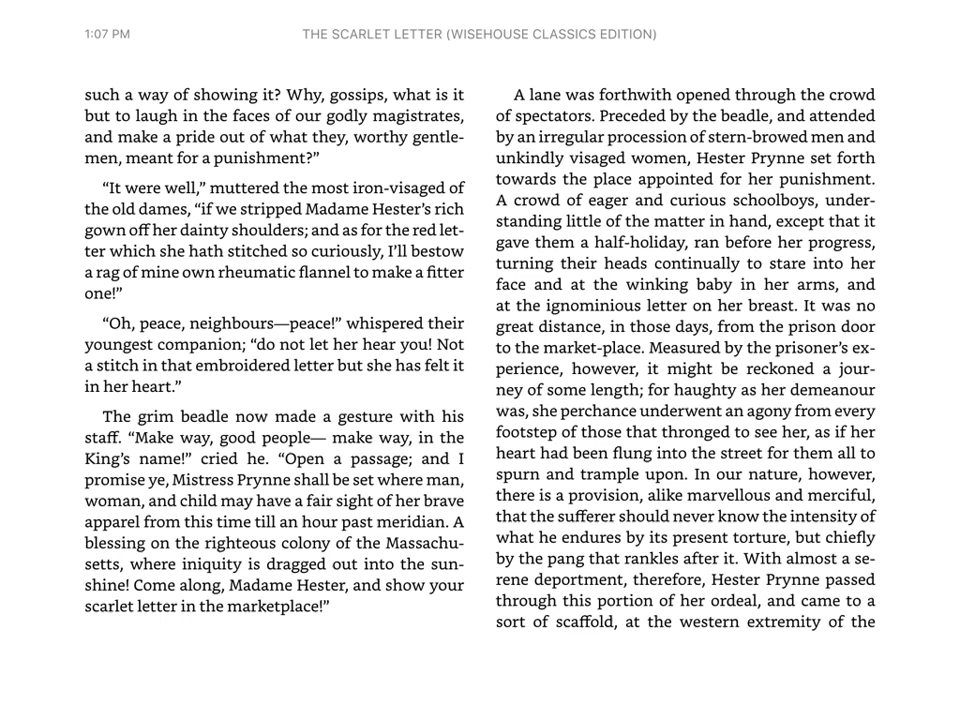 1:07 PM
THE SCARLET LETTER (WISEHOUSE CLASSICS EDITION)
such a way of showing it? Why, gossips, what is it
but to laugh in the faces of our godly magistrates,
and make a pride out of what they, worthy gentle-
men, meant for a punishment?”
“It were well,” muttered the most iron-visaged of
the old dames, “if we stripped Madame Hester’s rich
gown off her dainty shoulders; and as for the red let-
ter which she hath stitched so curiously, I’ll bestow
a rag of mine own rheumatic flannel to make a fitter
one!”
“Oh, peace, neighbours—peace!” whispered their
youngest companion; “do not let her hear you! Not
a stitch in that embroidered letter but she has felt it
in her heart.”
The grim beadle now made a gesture with his
staff. “Make way, good people— make way, in the
King’s name!” cried he. “Open a passage; and I
promise ye, Mistress Prynne shall be set where man,
woman, and child may have a fair sight of her brave
apparel from this time till an hour past meridian. A
blessing on the righteous colony of the Massachu-
setts, where iniquity is dragged out into the sun-
shine! Come along, Madame Hester, and show your
scarlet letter in the marketplace!”
A lane was forthwith opened through the crowd
of spectators. Preceded by the beadle, and attended
by an irregular procession of stern-browed men and
unkindly visaged women, Hester Prynne set forth
towards the place appointed for her punishment.
A crowd of eager and curious schoolboys, under-
standing little of the matter in hand, except that it
gave them a half-holiday, ran before her progress,
turning their heads continually to stare into her
face and at the winking baby in her arms, and
at the ignominious letter on her breast. It was no
great distance, in those days, from the prison door
to the market-place. Measured by the prisoner’s ex-
perience, however, it might be reckoned a jour-
ney of some length; for haughty as her demeanour
was, she perchance underwent an agony from every
footstep of those that thronged to see her, as if her
heart had been flung into the street for them all to
spurn and trample upon. In our nature, however,
there is a provision, alike marvellous and merciful,
that the sufferer should never know the intensity of
what he endures by its present torture, but chiefly
by the pang that rankles after it. With almost a se-
rene deportment, therefore, Hester Prynne passed
through this portion of her ordeal, and came to a
sort of scaffold, at the western extremity of the